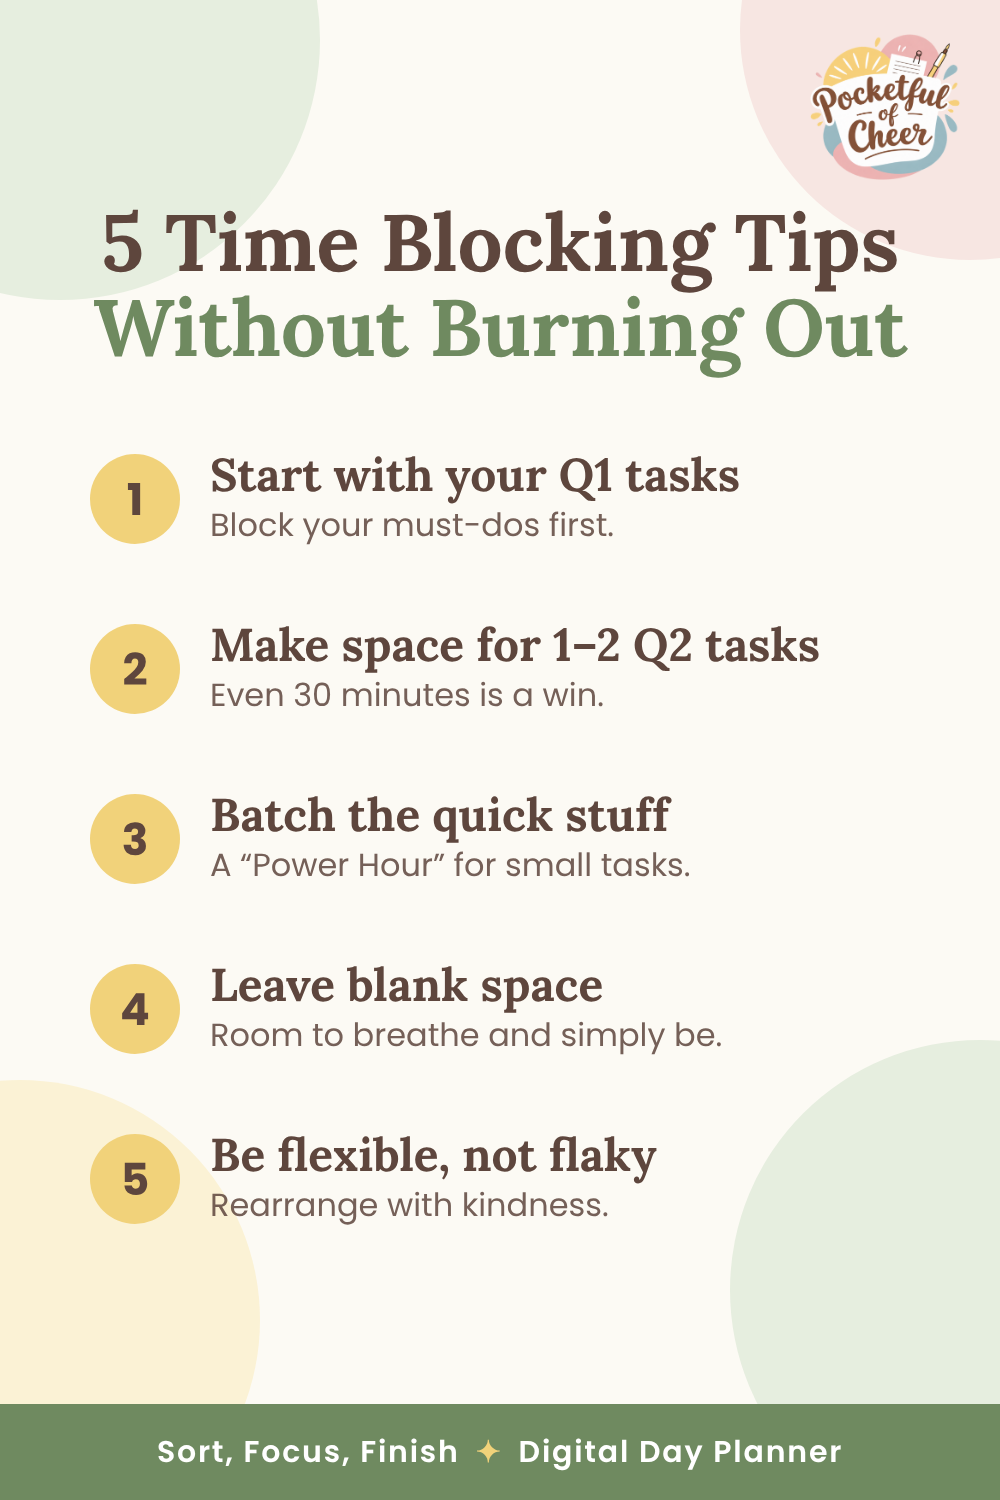 Pocketful
of
Cheer
5 Time Blocking Tips
Without Burning Out
1
Start with your Q1 tasks
Block your must-dos first.
2
Make space for 1–2 Q2 tasks
Even 30 minutes is a win.
3
Batch the quick stuff
A “Power Hour” for small tasks.
4
Leave blank space
Room to breathe and simply be.
5
Be flexible, not flaky
Rearrange with kindness.
Sort, Focus, Finish ✦ Digital Day Planner